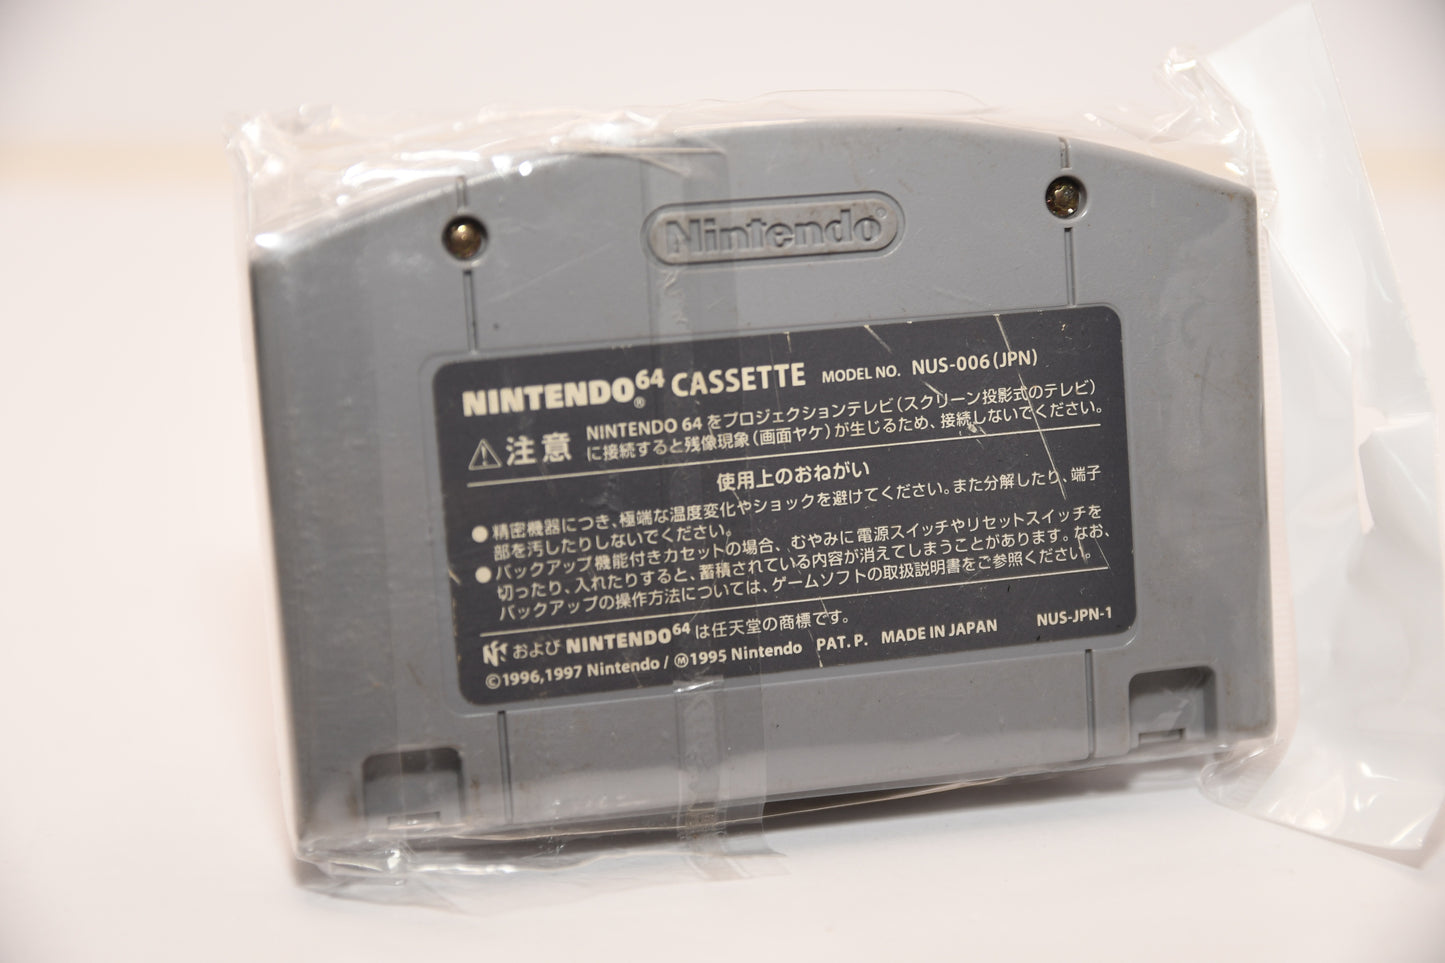 Nintendo®
NINTENDO64® CASSETTE MODEL NO. NUS-006(JPN)
⚠注意 NINTENDO 64をプロジェクションテレビ(スクリーン投影式のテレビ)
に接続すると残像現象(画面ヤケ)が生じるため、接続しないでください。
使用上のおねがい
●精密機器につき、極端な温度変化やショックを避けてください。また分解したり、端子
部を汚したりしないでください。
●バックアップ機能付きカセットの場合、むやみに電源スイッチやリセットスイッチを
切ったり、入れたりすると、蓄積されている内容が消えてしまうことがあります。なお、
バックアップの操作方法については、ゲームソフトの取扱説明書をご参照ください。
および NINTENDO64は任天堂の商標です。
©1996,1997 Nintendo / Ⓜ1995 Nintendo PAT.P. MADE IN JAPAN NUS-JPN-1